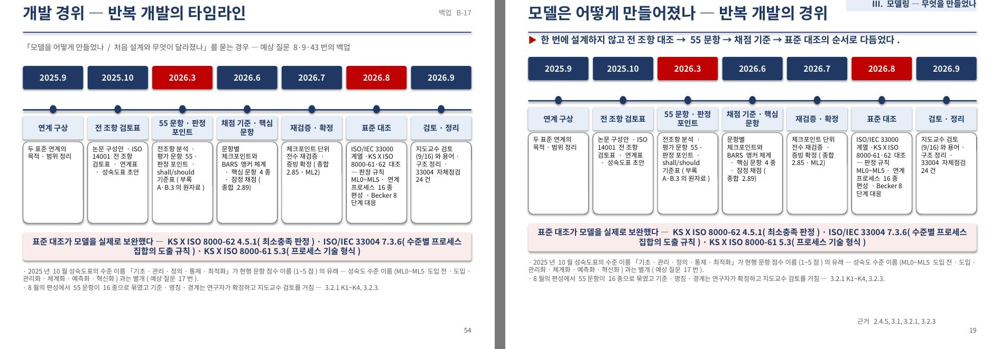 개발 경위 — 반복 개발의 타임라인
백업 B-17
「모델을 어떻게 만들었나 / 처음 설계와 무엇이 달라졌나」를 묻는 경우 — 예상 질문 8·9·43 번의 백업
2025.9
2025.10
2026.3
2026.6
2026.7
2026.8
2026.9
연계 구상
전 조항 검토표
55 문항 · 판정
포인트
채점 기준 · 핵심
문항
재검증 · 확정
표준 대조
검토 · 정리
두 표준 연계의
목적 · 범위 정리
논문 구성안 · ISO
14001 전 조항
검토표 · 연계표
· 성숙도표 초안
전조항 분석 ·
평가 문항 55 ·
판정 포인트 ·
shall/should
기준표 ( 부록
A·B.3 의 원자료 )
문항별
체크포인트와
BARS 앵커 체계
· 핵심 문항 4 종
· 잠정 채점 (
종합 2.89)
체크포인트 단위
전수 재검증 ·
증빙 확정 ( 종합
2.85 · ML2)
ISO/IEC 33000
계열 ·KS X ISO
8000-61·62 대조
— 판정 규칙
ML0~ML5 · 연계
프로세스 16 종
편성 · Becker 8
단계 대응
지도교수 검토
(9/16) 와 용어 ·
구조 정리 ·
33004 자체점검
24 건
표준 대조가 모델을 실제로 보완했다 — KS X ISO 8000-62 4.5.1( 최소충족 판정 ) · ISO/IEC 33004 7.3.6( 수준별 프로세스
집합의 도출 규칙 ) · KS X ISO 8000-61 5.3( 프로세스 기술 형식 )
· 2025 년 10 월 성숙도표의 수준 이름 「기초 · 관리 · 정의 · 통제 · 최적화」가 현행 문항 점수 이름 (1~5 점 ) 의 유래 — 성숙도 수준 이름 (ML0~ML5 도입 전 · 도입 ·
관리화 · 체계화 · 예측화 · 혁신화 ) 과는 별개 ( 예상 질문 17 번 ).
· 8 월의 편성에서 55 문항이 16 종으로 묶였고 기준 · 명칭 · 경계는 연구자가 확정하고 지도교수 검토를 거침 — 3.2.1 K1~K4, 3.2.3.
54
III. 모델링 — 무엇을 만들었나
모델은 어떻게 만들어졌나 — 반복 개발의 경위
▶ 한 번에 설계하지 않고 전 조항 대조 → 55 문항 → 채점 기준 → 표준 대조의 순서로 다듬었다 .
2025.9
2025.10
2026.3
2026.6
2026.7
2026.8
2026.9
연계 구상
전 조항 검토표
55 문항 · 판정
포인트
채점 기준 · 핵심
문항
재검증 · 확정
표준 대조
검토 · 정리
두 표준 연계의
목적 · 범위 정리
논문 구성안 · ISO
14001 전 조항
검토표 · 연계표
· 성숙도표 초안
전조항 분석 ·
평가 문항 55 ·
판정 포인트 ·
shall/should
기준표 ( 부록
A·B.3 의 원자료 )
문항별
체크포인트와
BARS 앵커 체계
· 핵심 문항 4 종
· 잠정 채점 (
종합 2.89)
체크포인트 단위
전수 재검증 ·
증빙 확정 ( 종합
2.85 · ML2)
ISO/IEC 33000
계열 ·KS X ISO
8000-61·62 대조
— 판정 규칙
ML0~ML5 · 연계
프로세스 16 종
편성 · Becker 8
단계 대응
지도교수 검토
(9/16) 와 용어 ·
구조 정리 ·
33004 자체점검
24 건
표준 대조가 모델을 실제로 보완했다 — KS X ISO 8000-62 4.5.1( 최소충족 판정 ) · ISO/IEC 33004 7.3.6( 수준별 프로세스
집합의 도출 규칙 ) · KS X ISO 8000-61 5.3( 프로세스 기술 형식 )
· 2025 년 10 월 성숙도표의 수준 이름 「기초 · 관리 · 정의 · 통제 · 최적화」가 현행 문항 점수 이름 (1~5 점 ) 의 유래 — 성숙도 수준 이름 (ML0~ML5 도입 전 · 도입 ·
관리화 · 체계화 · 예측화 · 혁신화 ) 과는 별개 ( 예상 질문 17 번 ).
· 8 월의 편성에서 55 문항이 16 종으로 묶였고 기준 · 명칭 · 경계는 연구자가 확정하고 지도교수 검토를 거침 — 3.2.1 K1~K4, 3.2.3.
근거 2.4.5, 3.1, 3.2.1, 3.2.3
19